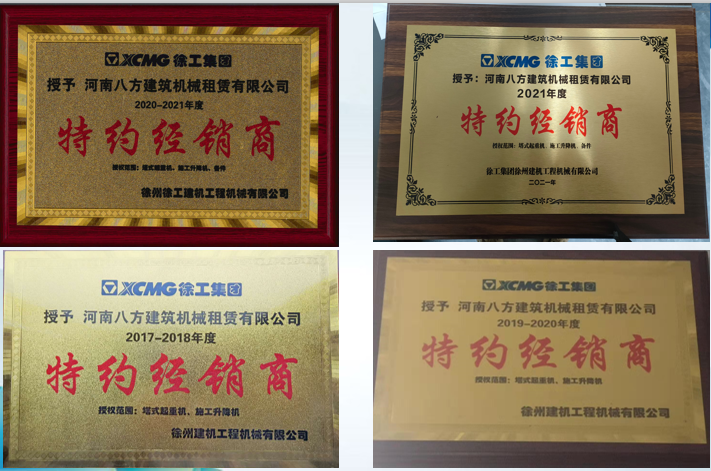 XCMG 徐工集团
授予 河南八方建筑机械租赁有限公司
2020-2021年度
特约经销商
授权范围：塔式起重机、施工升降机、备件
徐州徐工建机工程机械有限公司
XCMG 徐工集团
授予：河南八方建筑机械租赁有限公司
2021年度
特约经销商
授权范围：塔式起重机、施工升降机、备件
徐工集团徐州建机工程机械有限公司
二〇二一年
XCMG 徐工集团
授予 河南八方建筑机械租赁有限公司
2017-2018年度
特约经销商
授权范围：塔式起重机、施工升降机
徐州建机工程机械有限公司
XCMG 徐工集团
授予 河南八方建筑机械租赁有限公司
2019-2020年度
特约经销商
授权范围：塔式起重机、施工升降机
徐州建机工程机械有限公司